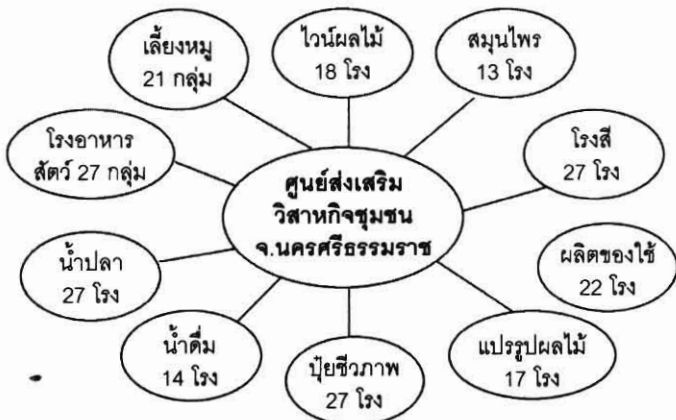 เลี้ยงหมู
21 กลุ่ม
ไวน์ผลไม้
18 โรง
สมุนไพร
13 โรง
โรงอาหาร
สัตว์ 27 กลุ่ม
ศูนย์ส่งเสริม
วิสาหกิจชุมชน
จ.นครศรีธรรมราช
โรงสี
27 โรง
น้ำปลา
27 โรง
ผลิตของใช้
22 โรง
น้ำดื่ม
14 โรง
ปุ๋ยชีวภาพ
27 โรง
แปรรูปผลไม้
17 โรง